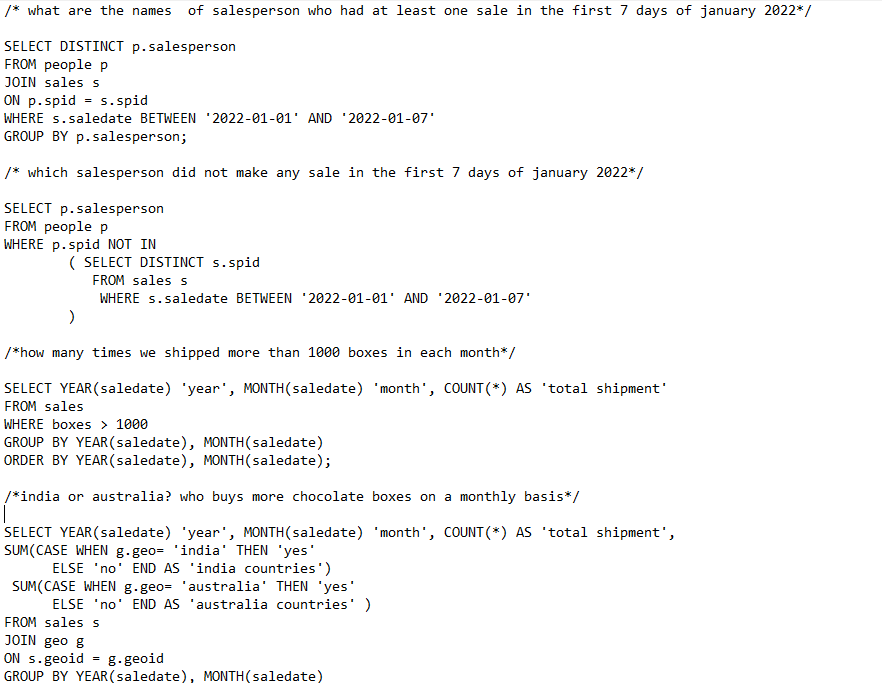 /* what are the names  of salesperson who had at least one sale in the first 7 days of january 2022*/

SELECT DISTINCT p.salesperson
FROM people p
JOIN sales s
ON p.spid = s.spid
WHERE s.saledate BETWEEN '2022-01-01' AND '2022-01-07'
GROUP BY p.salesperson;

/* which salesperson did not make any sale in the first 7 days of january 2022*/

SELECT p.salesperson
FROM people p
WHERE p.spid NOT IN
        ( SELECT DISTINCT s.spid
           FROM sales s
            WHERE s.saledate BETWEEN '2022-01-01' AND '2022-01-07'
        )

/*how many times we shipped more than 1000 boxes in each month*/

SELECT YEAR(saledate) 'year', MONTH(saledate) 'month', COUNT(*) AS 'total shipment'
FROM sales
WHERE boxes > 1000
GROUP BY YEAR(saledate), MONTH(saledate)
ORDER BY YEAR(saledate), MONTH(saledate);

/*india or australia? who buys more chocolate boxes on a monthly basis*/

SELECT YEAR(saledate) 'year', MONTH(saledate) 'month', COUNT(*) AS 'total shipment',
SUM(CASE WHEN g.geo= 'india' THEN 'yes'
      ELSE 'no' END AS 'india countries')
 SUM(CASE WHEN g.geo= 'australia' THEN 'yes'
      ELSE 'no' END AS 'australia countries' )
FROM sales s
JOIN geo g
ON s.geoid = g.geoid
GROUP BY YEAR(saledate), MONTH(saledate)